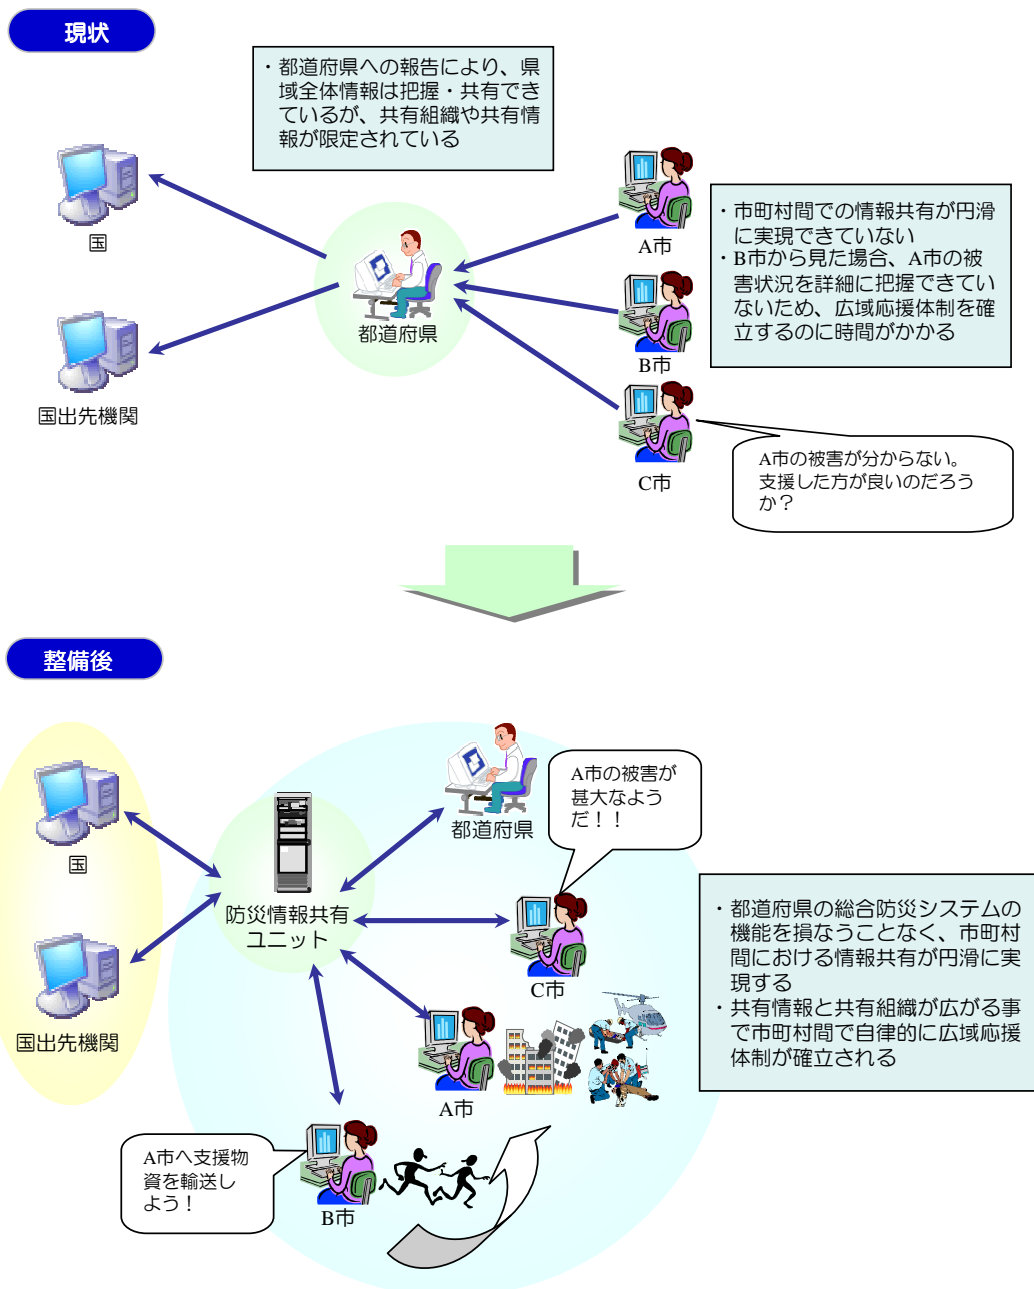 現状
・都道府県への報告により、県
域全体情報は把握・共有でき
ているが、共有組織や共有情
報が限定されている
国
国出先機関
都道府県
A市
B市
C市
・市町村間での情報共有が円滑
に実現できていない
・B市から見た場合、A市の被
害状況を詳細に把握できてい
ないため、広域応援体制を確
立するのに時間がかかる
A市の被害が分からない。
支援した方が良いのだろう
か？
整備後
国
国出先機関
防災情報共有
ユニット
都道府県
A市の被害が
甚大なよう
だ！！
C市
A市
B市
A市へ支援物
資を輸送し
よう！
・都道府県の総合防災システムの
機能を損なうことなく、市町村
間における情報共有が円滑に実
現する
・共有情報と共有組織が広がる事
で市町村間で自律的に広域応援
体制が確立される